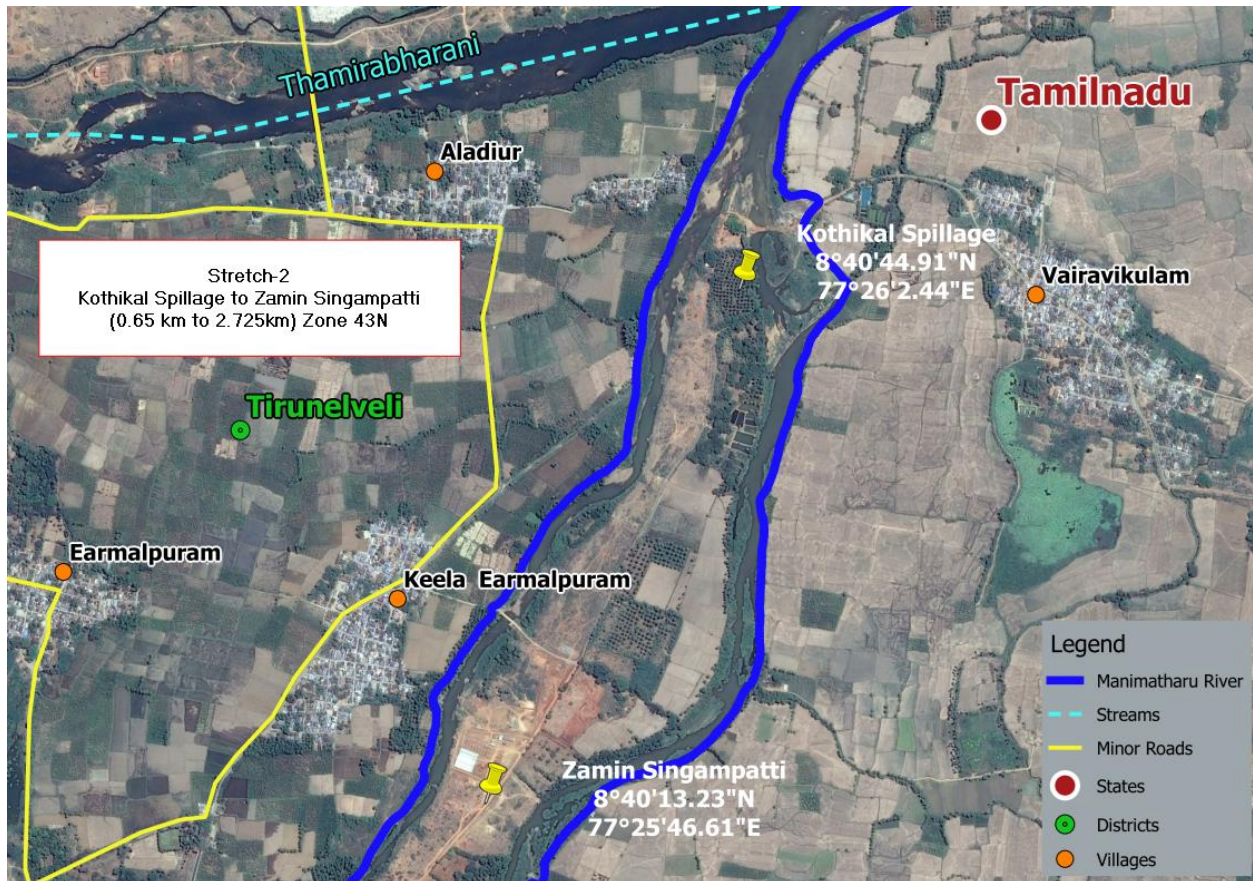 Thamirabharani
Tamilnadu
Aladiur
Kothikal Spillage
8°40'44.91"N
77°26'2.44"E
Vairavikulam
Stretch-2
Kothikal Spillage to Zamin Singampatti
(0.65 km to 2.725km) Zone 43N
Tirunelveli
Earmalpuram
Keela Earmalpuram
Zamin Singampatti
8°40'13.23"N
77°25'46.61"E
Legend
Manimatharu River
Streams
Minor Roads
States
Districts
Villages